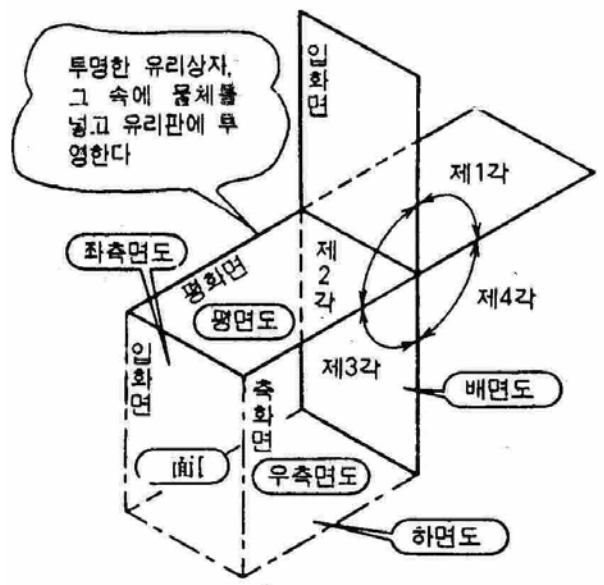 투명한 유리상자,
그 속에 물체를
넣고 유리판에 투
영한다
입화면
제1각
좌측면도
평화면
제2각
평면도
제4각
입화면
제3각
측화면
배면도
우측면도
하면도